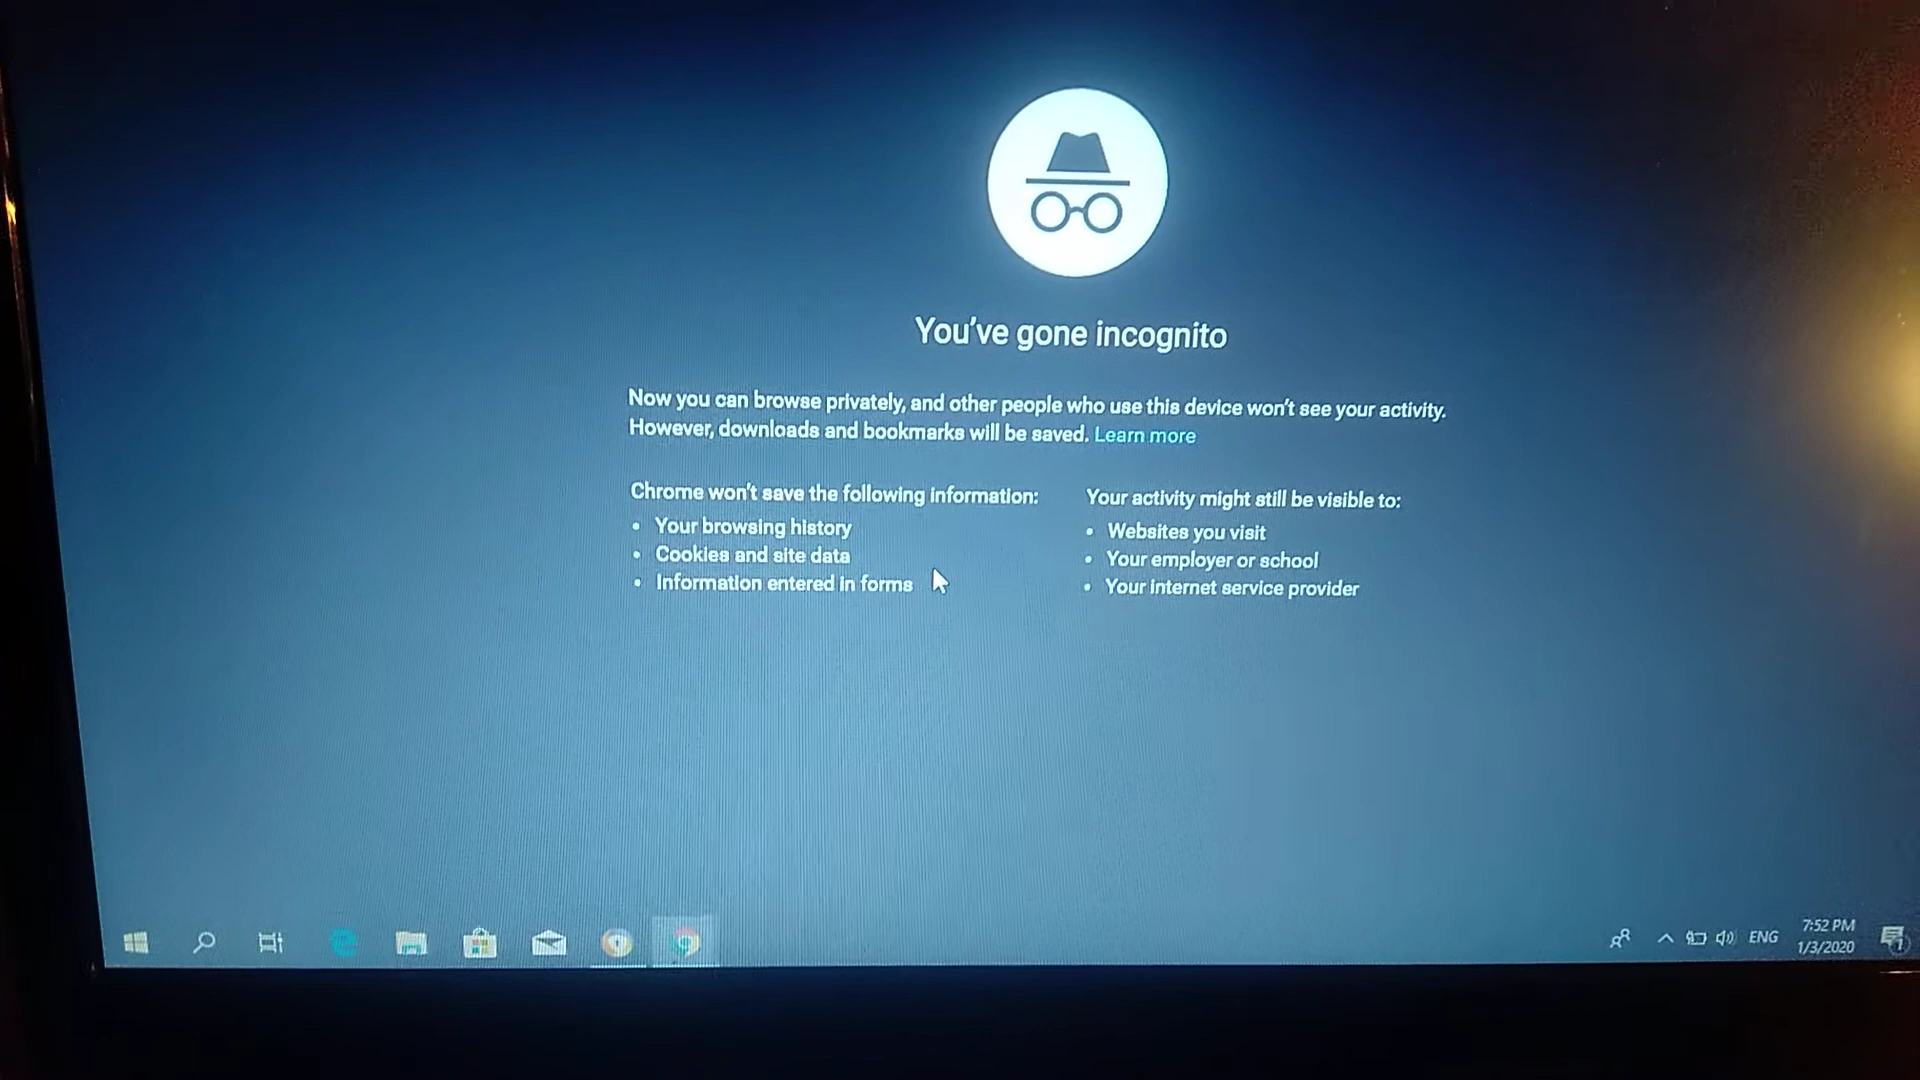 You've gone incognito
Now you can browse privately, and other people who use this device won't see your activity.
However, downloads and bookmarks will be saved. Learn more
Chrome won't save the following information:
• Your browsing history
• Cookies and site data
• Information entered in forms
Your activity might still be visible to:
• Websites you visit
• Your employer or school
• Your internet service provider
ENG
7:52 PM
1/3/2020
1